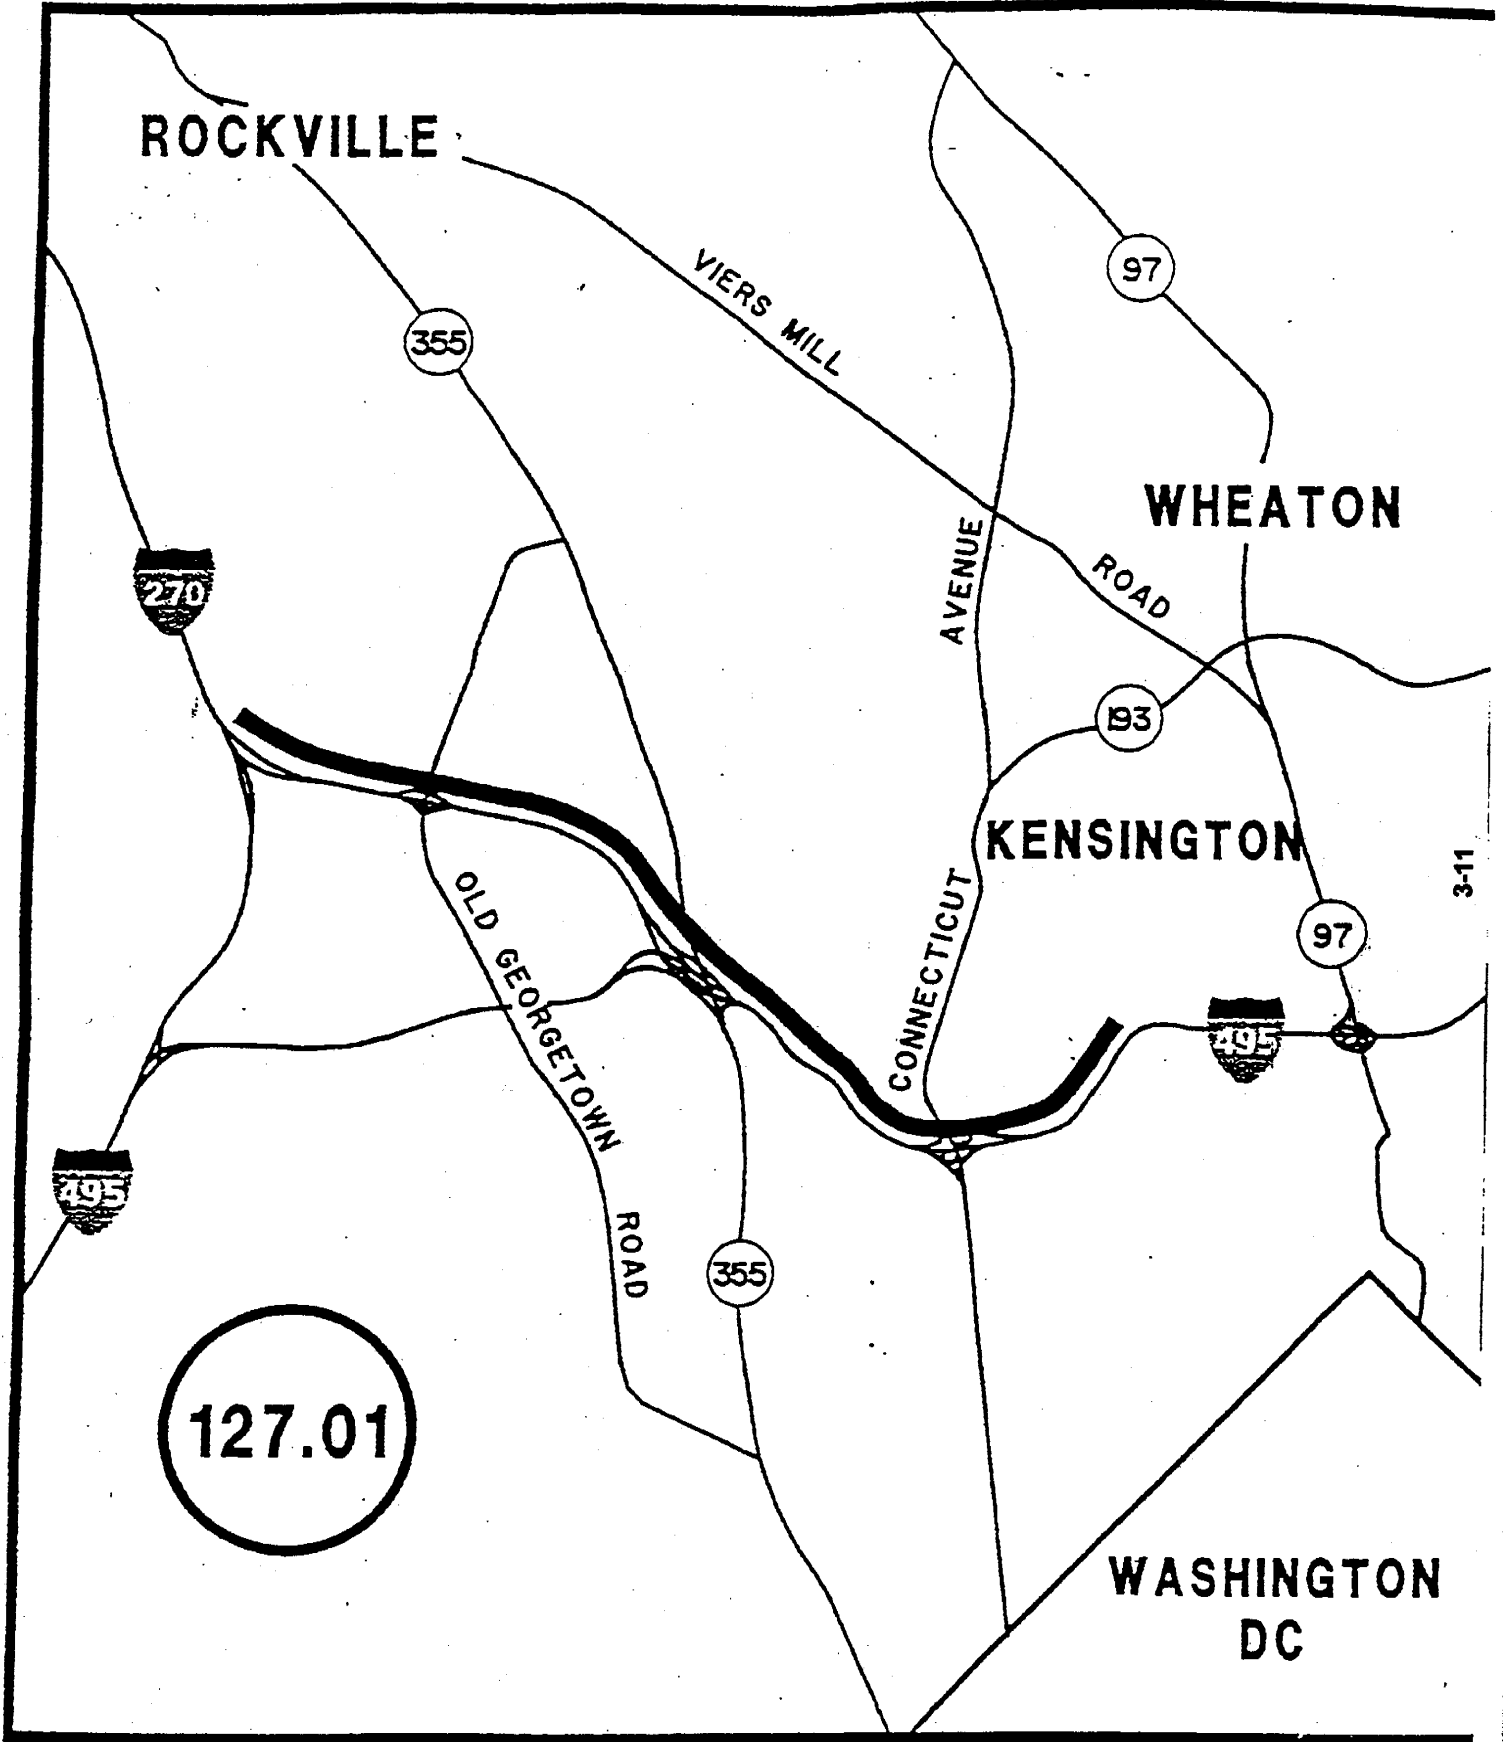 ROCKVILLE
97
VIERS MILL
355
WHEATON
AVENUE
ROAD
270
193
KENSINGTON
3-11
OLD GEORGETOWN
CONNECTICUT
97
495
495
ROAD
355
127.01
WASHINGTON
DC